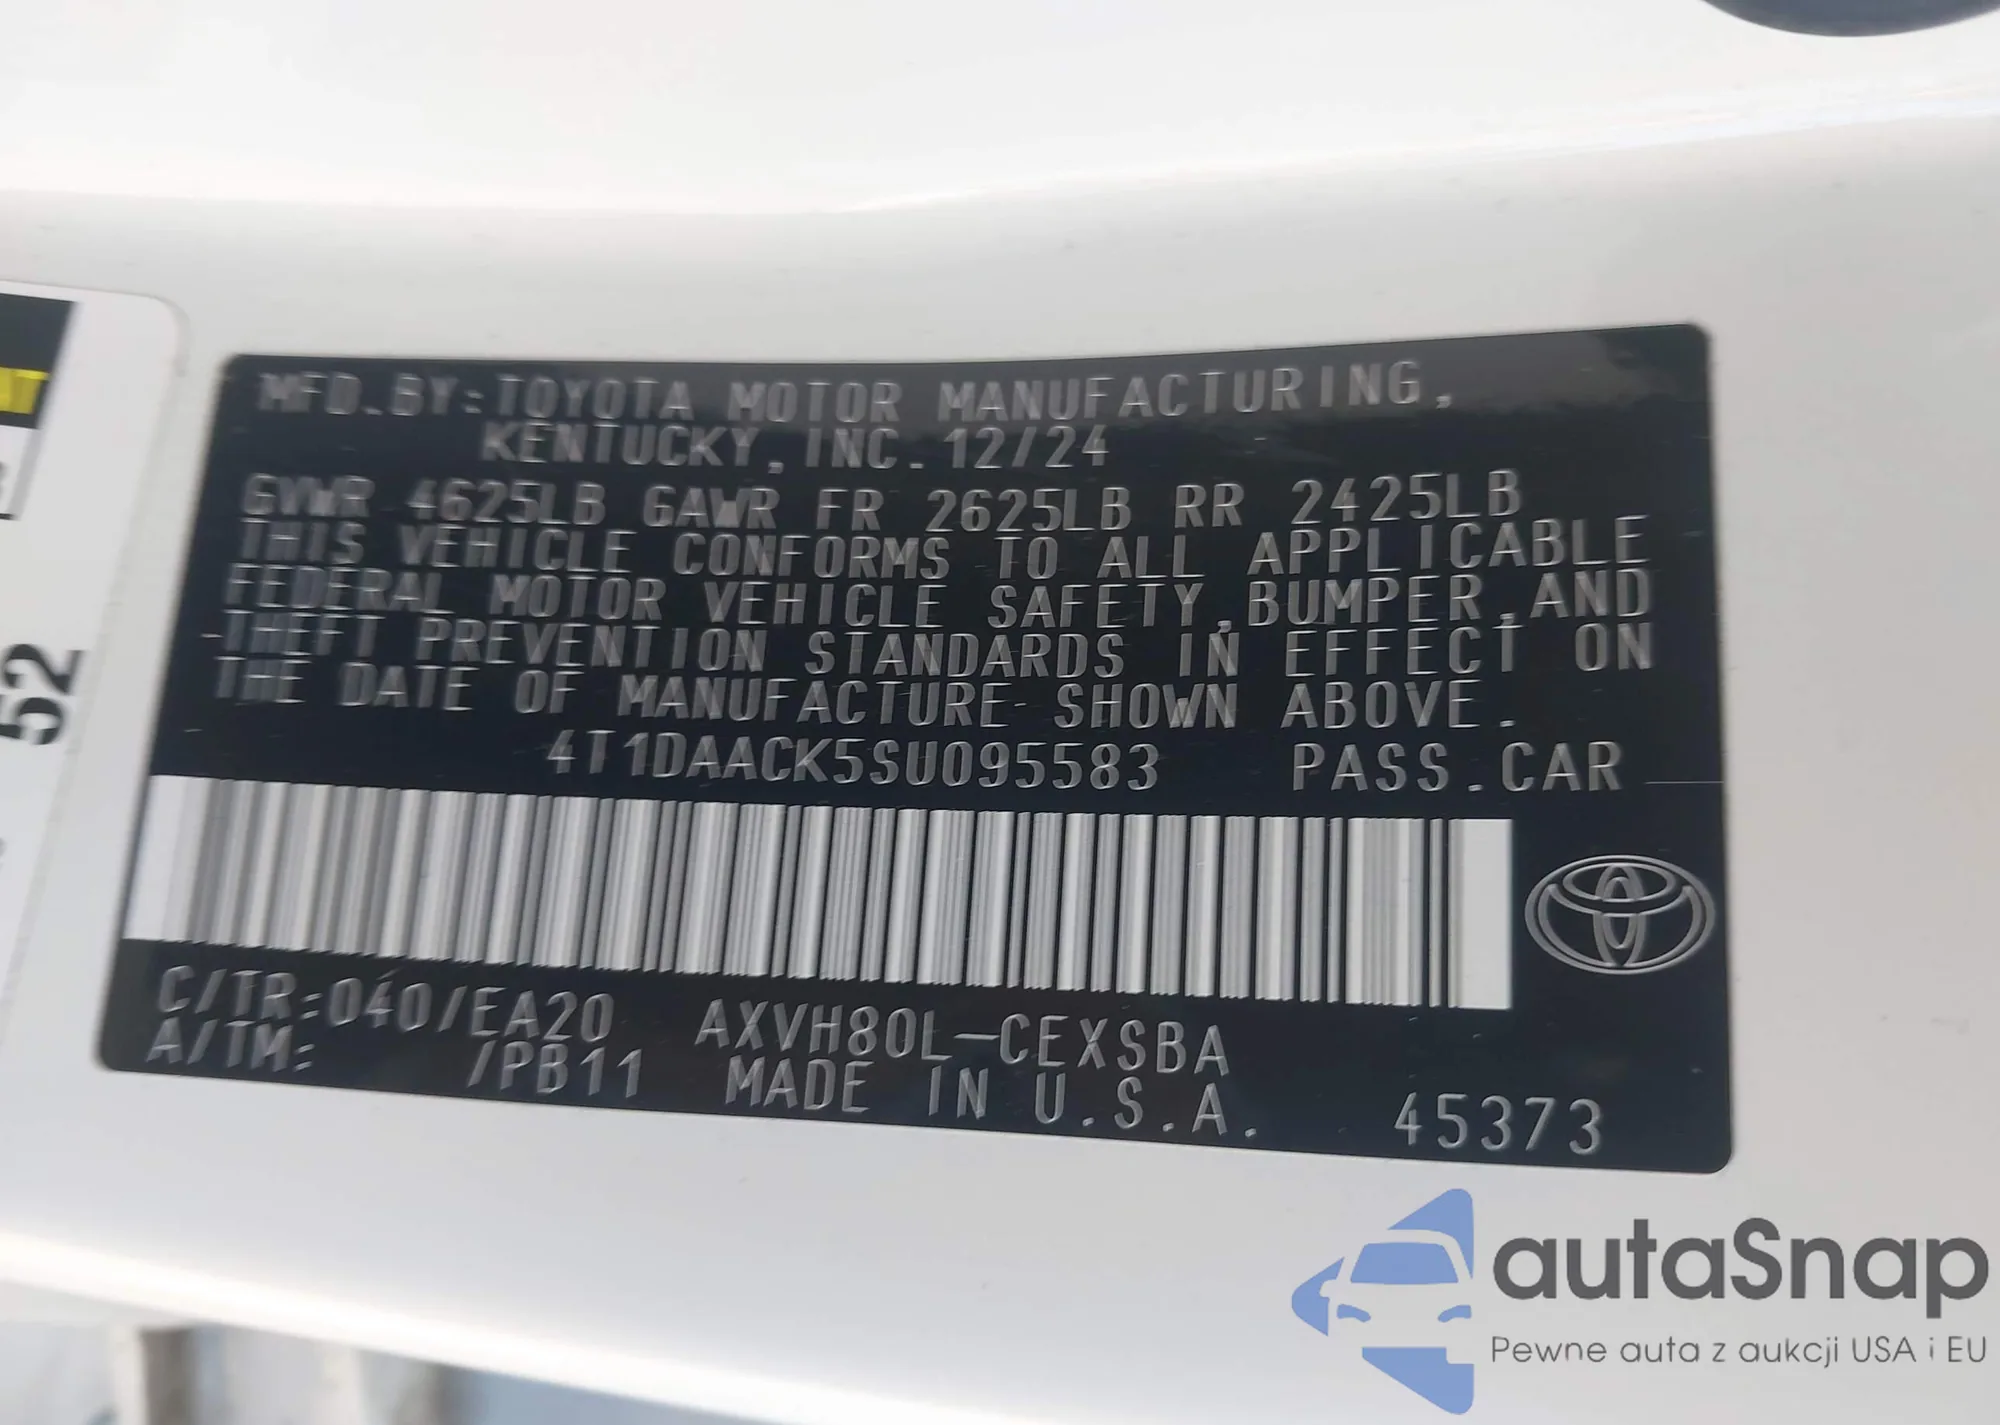 MFD.BY:TOYOTA MOTOR MANUFACTURING,
KENTUCKY, INC. 12/24
GVWR 4625LB GAWR FR 2625LB RR 2425LB
THIS VEHICLE CONFORMS TO ALL APPLICABLE
FEDERAL MOTOR VEHICLE SAFETY,BUMPER,AND
THEFT PREVENTION STANDARDS IN EFFECT ON
THE DATE OF MANUFACTURE SHOWN ABOVE.
4T1DAACK5SU095583 PASS.CAR
C/TR:040/EA20 AXVH80L-CEXSBA
A/TM: /PB11 MADE IN U.S.A. 45373
52
autaSnap
Pewne auta z aukcji USA i EU